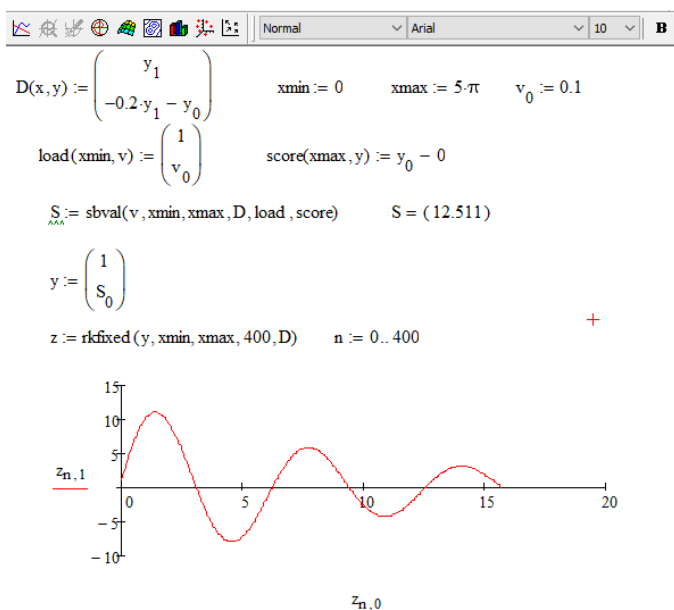 Normal Arial 10 B
D(x,y) := ( y₁
−0.2·y₁ − y₀ ) xmin := 0 xmax := 5·π v₀ := 0.1
load(xmin, v) := ( 1
v₀ ) score(xmax, y) := y₀ − 0
S := sbval(v, xmin, xmax, D, load, score) S = (12.511)
y := ( 1
S₀ )
z := rkfixed(y, xmin, xmax, 400, D) n := 0.. 400
15
10
5
zₙ,₁
0 5 10 15 20
−5
−10
zₙ,₀